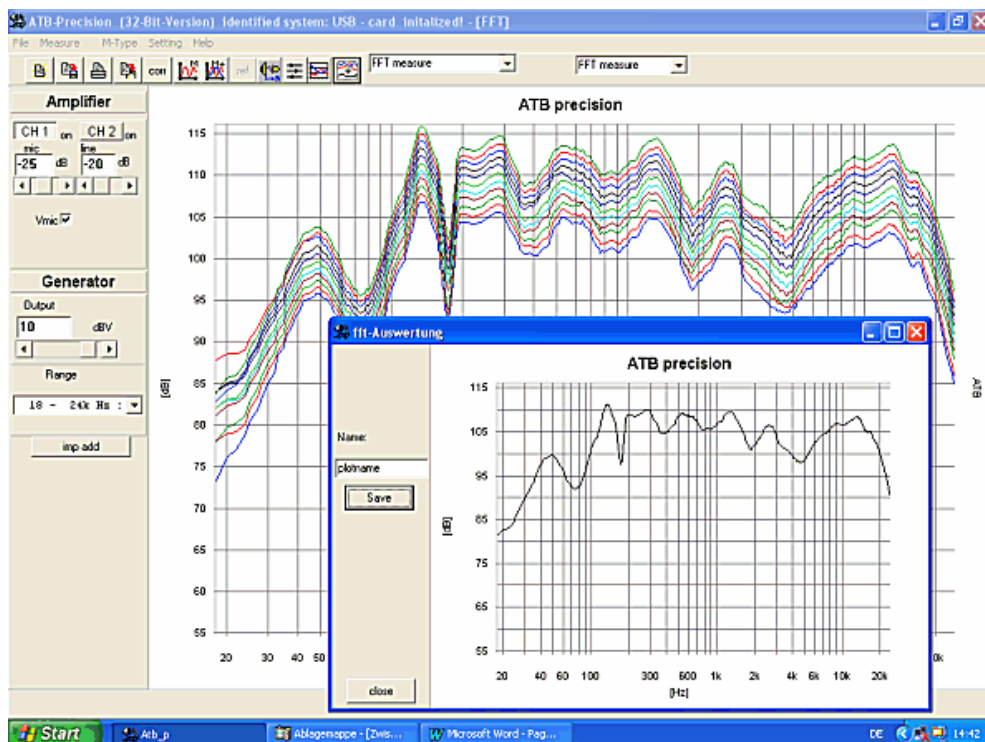 ATB-Precision (32-Bit-Version) identified system: USB - card initalized! - [FFT]
File Measure M-Type Setting Help
corr ref FFT measure FFT measure
Amplifier
CH 1 on CH 2 on
mic line
-25 dB -20 dB
Vmic
Generator
Output
10 dBV
Range
18 - 24k Hs :
imp add
ATB precision
115
110
105
100
95
90
85
80
75
70
65
60
55
[dB]
20 30 40 50
0k
ATB
fft-Auswertung
Name:
plotname
Save
close
ATB precision
115
105
95
85
75
65
55
[dB]
20 40 60 100 300 600 1k 2k 4k 6k 10k 20k
[Hz]
Start Atb_p Ablagemappe - [Zwis... Microsoft Word - Pag... DE 14:42